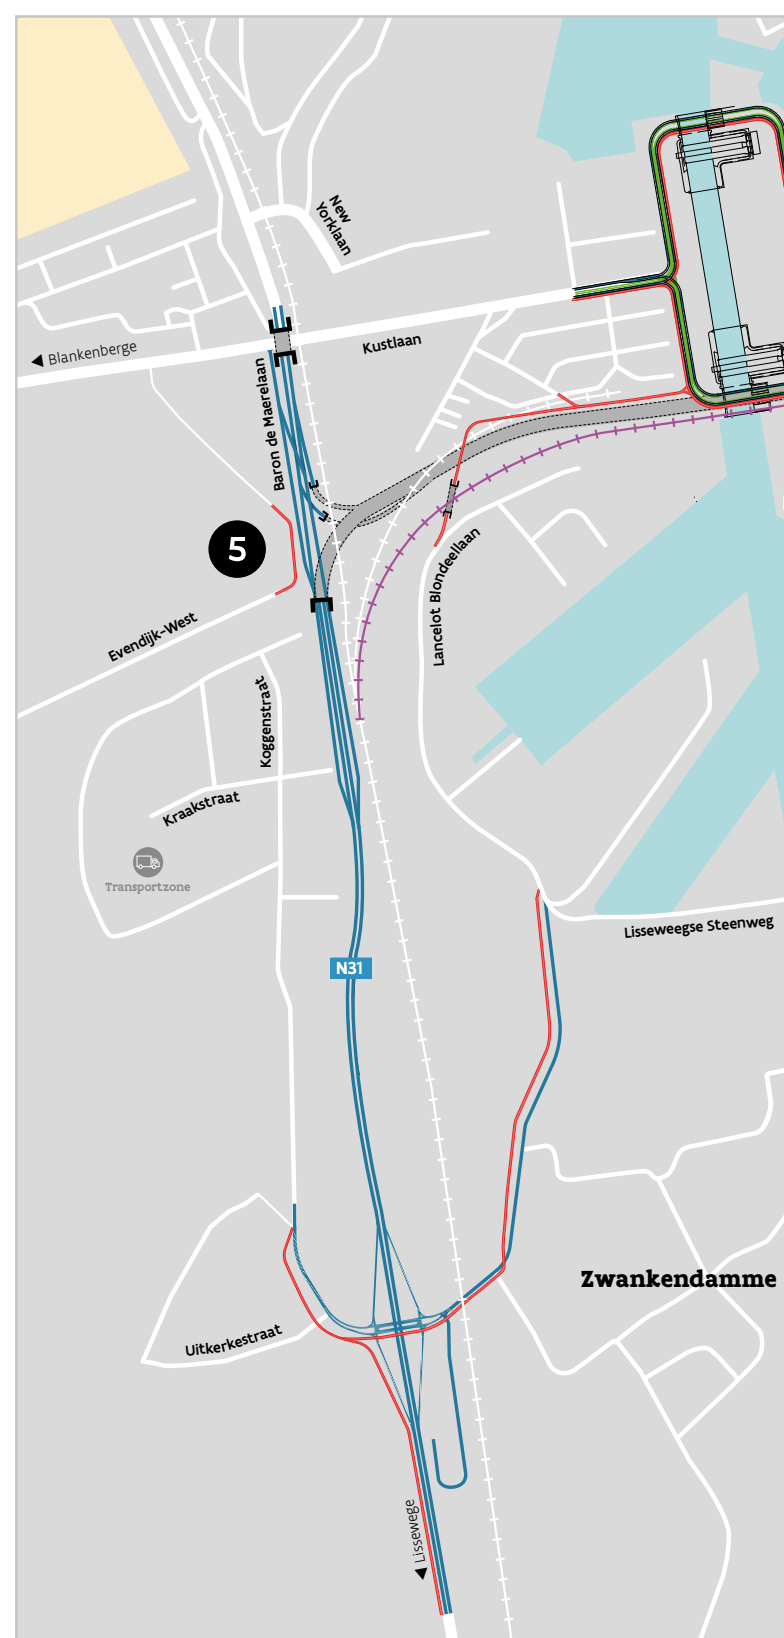 New
Yorklaan
Kustlaan
Blankenberge
Baron de Maerelaan
5
Lancelot Blondeellaan
Evendijk-West
Koggenstraat
Kraakstraat
Transportzone
Lisseweegse Steenweg
N31
Zwankendamme
Uitkerkestraat
Lissewege